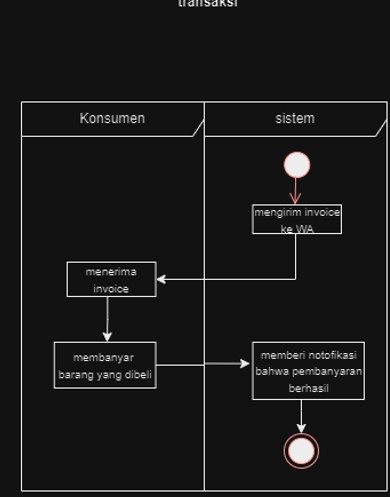 transaksi
Konsumen
sistem
mengirim invoice
ke WA
menerima
invoice
membanyar
barang yang dibeli
memberi notofikasi
bahwa pembanyaran
berhasil